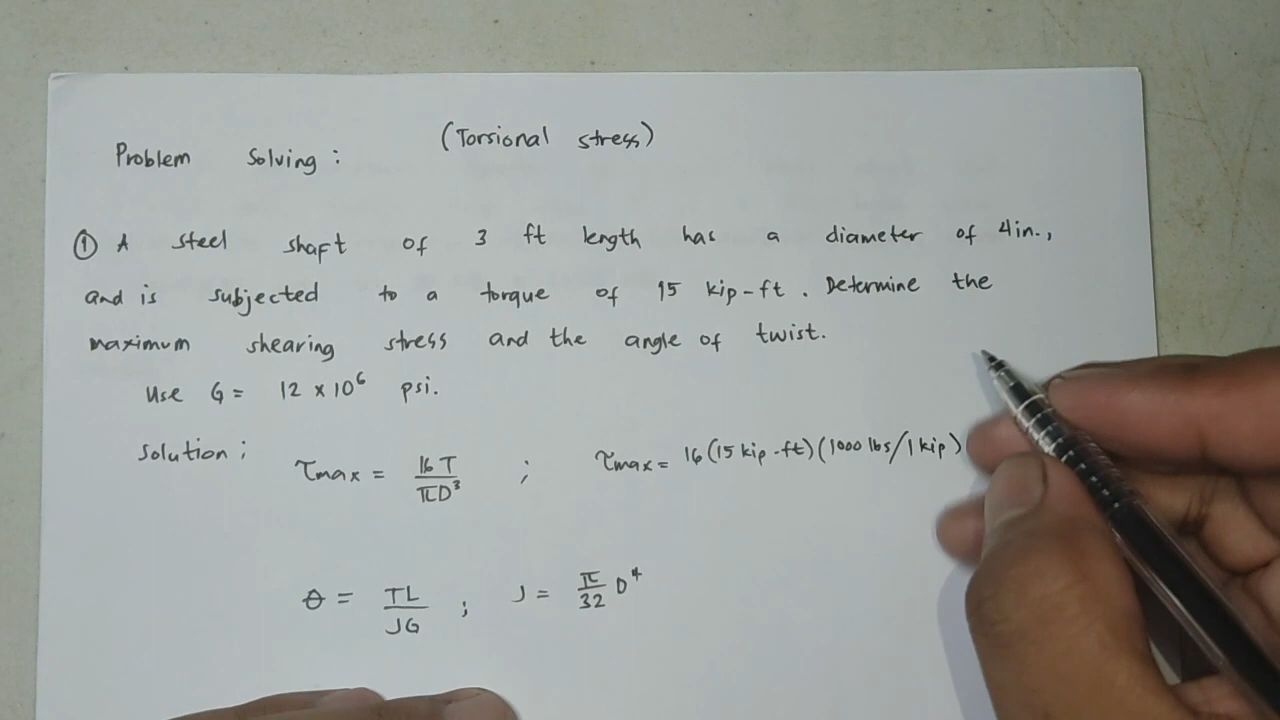 (Torsional stress)
Problem Solving :
① A steel shaft of 3 ft length has a diameter of 4in.,
and is subjected to a torque of 15 kip-ft. Determine the
maximum shearing stress and the angle of twist.
Use G = 12 x 10⁶ psi.
Solution ; τmax = 16T / πD³ ; τmax = 16(15 kip-ft)(1000 lbs/1kip)
θ = TL / JG ; J = π/32 D⁴